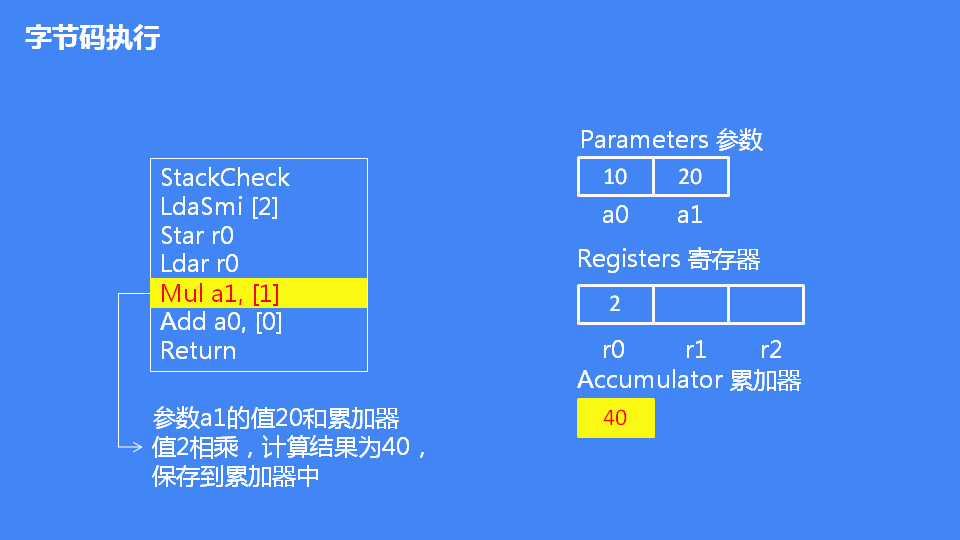 字节码执行
StackCheck
LdaSmi [2]
Star r0
Ldar r0
Mul a1, [1]
Add a0, [0]
Return
参数a1的值20和累加器
值2相乘，计算结果为40，
保存到累加器中
Parameters 参数
10 20
a0 a1
Registers 寄存器
2
r0 r1 r2
Accumulator 累加器
40